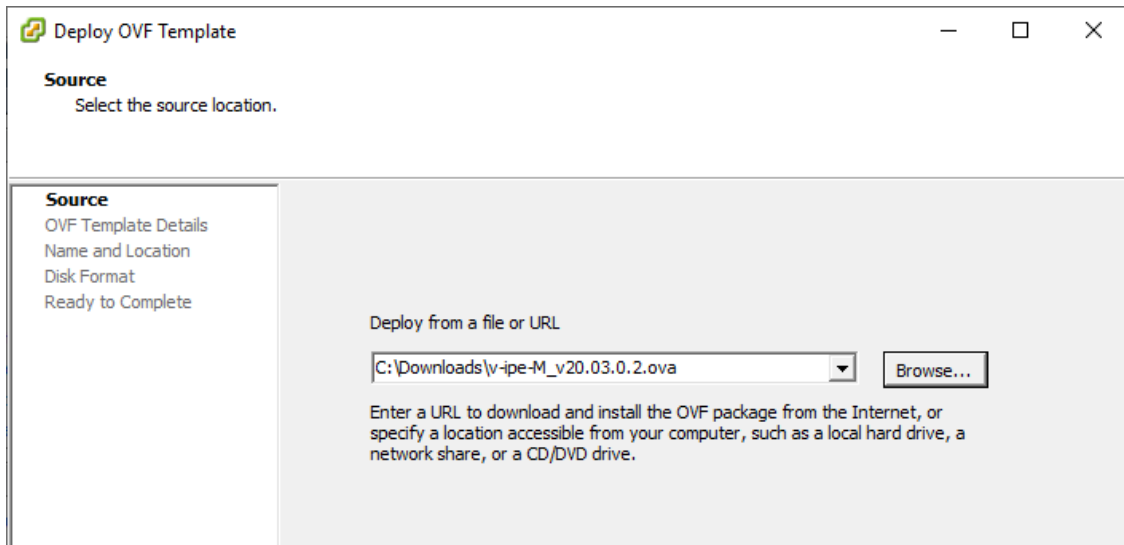 Deploy OVF Template
Source
Select the source location.
Source
OVF Template Details
Name and Location
Disk Format
Ready to Complete
Deploy from a file or URL
C:\Downloads\v-ipe-M_v20.03.0.2.ova
Browse...
Enter a URL to download and install the OVF package from the Internet, or
specify a location accessible from your computer, such as a local hard drive, a
network share, or a CD/DVD drive.